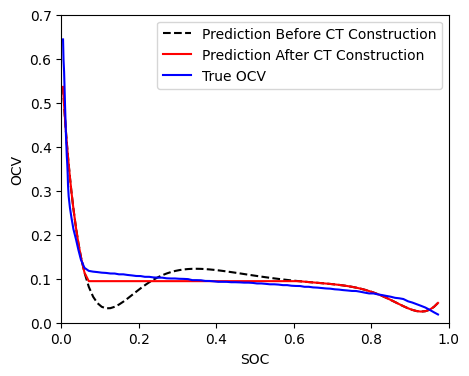 Prediction Before CT Construction
Prediction After CT Construction
True OCV
0.7
0.6
0.5
0.4
0.3
0.2
0.1
0.0
OCV
0.0 0.2 0.4 0.6 0.8 1.0
SOC